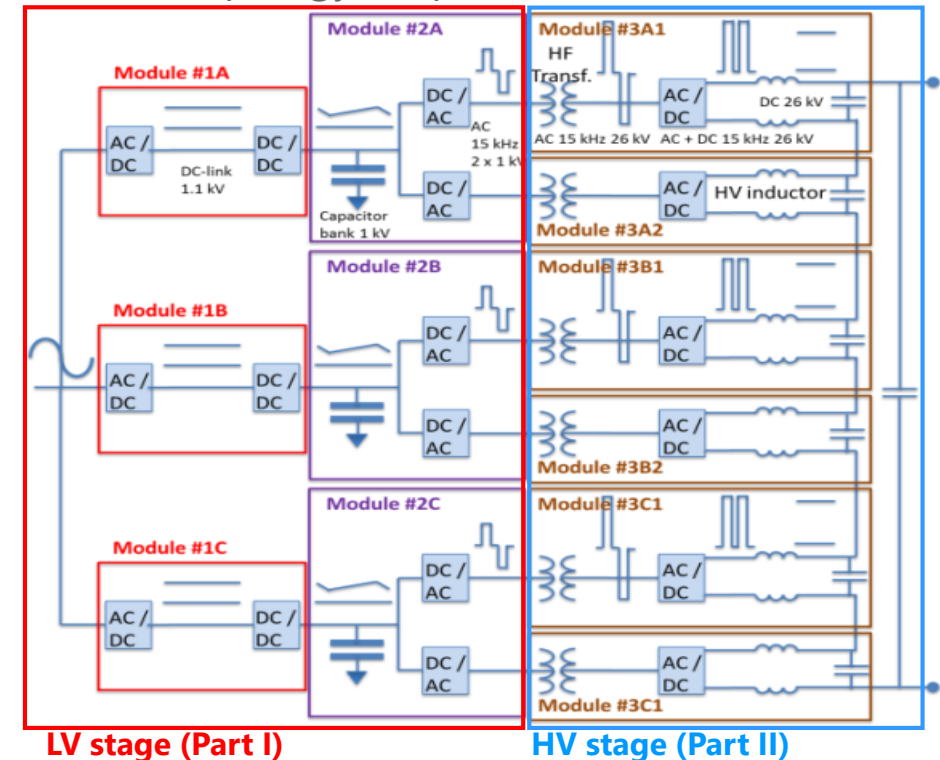 Module #2A
Module #3A1
HF
Transf.
Module #1A
DC /
AC
AC /
DC
DC 26 kV
AC
15 kHz
2 x 1 kV
AC 15 kHz 26 kV
AC + DC 15 kHz 26 kV
AC /
DC
DC-link
1.1 kV
DC /
DC
DC /
AC
AC /
DC
HV inductor
Capacitor
bank 1 kV
Module #3A2
Module #2B
Module #3B1
Module #1B
DC /
AC
AC /
DC
AC /
DC
DC /
DC
DC /
AC
AC /
DC
Module #3B2
Module #2C
Module #3C1
Module #1C
DC /
AC
AC /
DC
AC /
DC
DC /
DC
DC /
AC
AC /
DC
Module #3C1
LV stage (Part I)
HV stage (Part II)